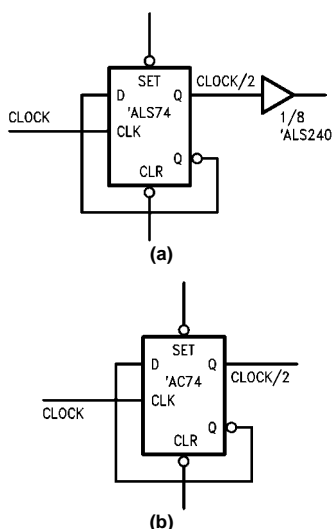 SET
D
Q
CLOCK/2
'ALS74
CLOCK
CLK
1/8
'ALS240
Q
CLR
(a)
SET
D
Q
'AC74
CLOCK/2
CLOCK
CLK
Q
CLR
(b)